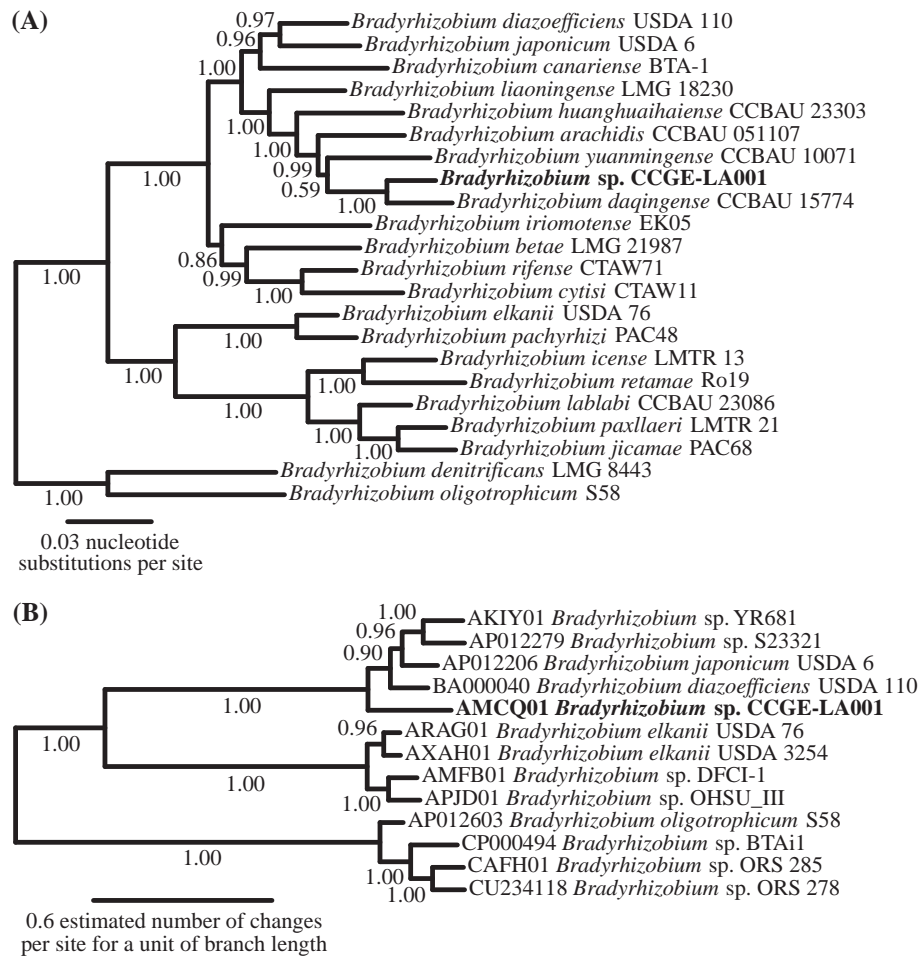 (A)
0.97
Bradyrhizobium diazoefficiens USDA 110
0.96
Bradyrhizobium japonicum USDA 6
1.00
Bradyrhizobium canariense BTA-1
Bradyrhizobium liaoningense LMG 18230
1.00
Bradyrhizobium huanghuaihaiense CCBAU 23303
1.00
Bradyrhizobium arachidis CCBAU 051107
0.99
Bradyrhizobium yuanmingense CCBAU 10071
1.00
0.59
Bradyrhizobium sp. CCGE-LA001
1.00
Bradyrhizobium daqingense CCBAU 15774
Bradyrhizobium iriomotense EK05
0.86
Bradyrhizobium betae LMG 21987
1.00
0.99
Bradyrhizobium rifense CTAW71
1.00
Bradyrhizobium cytisi CTAW11
Bradyrhizobium elkanii USDA 76
1.00
Bradyrhizobium pachyrhizi PAC48
1.00
Bradyrhizobium icense LMTR 13
1.00
Bradyrhizobium retamae Ro19
1.00
Bradyrhizobium lablabi CCBAU 23086
1.00
Bradyrhizobium paxllaeri LMTR 21
1.00
Bradyrhizobium jicamae PAC68
Bradyrhizobium denitrificans LMG 8443
1.00
Bradyrhizobium oligotrophicum S58
0.03 nucleotide
substitutions per site
(B)
1.00
AKIY01 Bradyrhizobium sp. YR681
0.96
AP012279 Bradyrhizobium sp. S23321
0.90
AP012206 Bradyrhizobium japonicum USDA 6
BA000040 Bradyrhizobium diazoefficiens USDA 110
1.00
AMCQ01 Bradyrhizobium sp. CCGE-LA001
0.96
ARAG01 Bradyrhizobium elkanii USDA 76
1.00
AXAH01 Bradyrhizobium elkanii USDA 3254
1.00
AMFB01 Bradyrhizobium sp. DFCI-1
1.00
APJD01 Bradyrhizobium sp. OHSU_III
AP012603 Bradyrhizobium oligotrophicum S58
1.00
CP000494 Bradyrhizobium sp. BTAi1
1.00
CAFH01 Bradyrhizobium sp. ORS 285
1.00
CU234118 Bradyrhizobium sp. ORS 278
0.6 estimated number of changes
per site for a unit of branch length